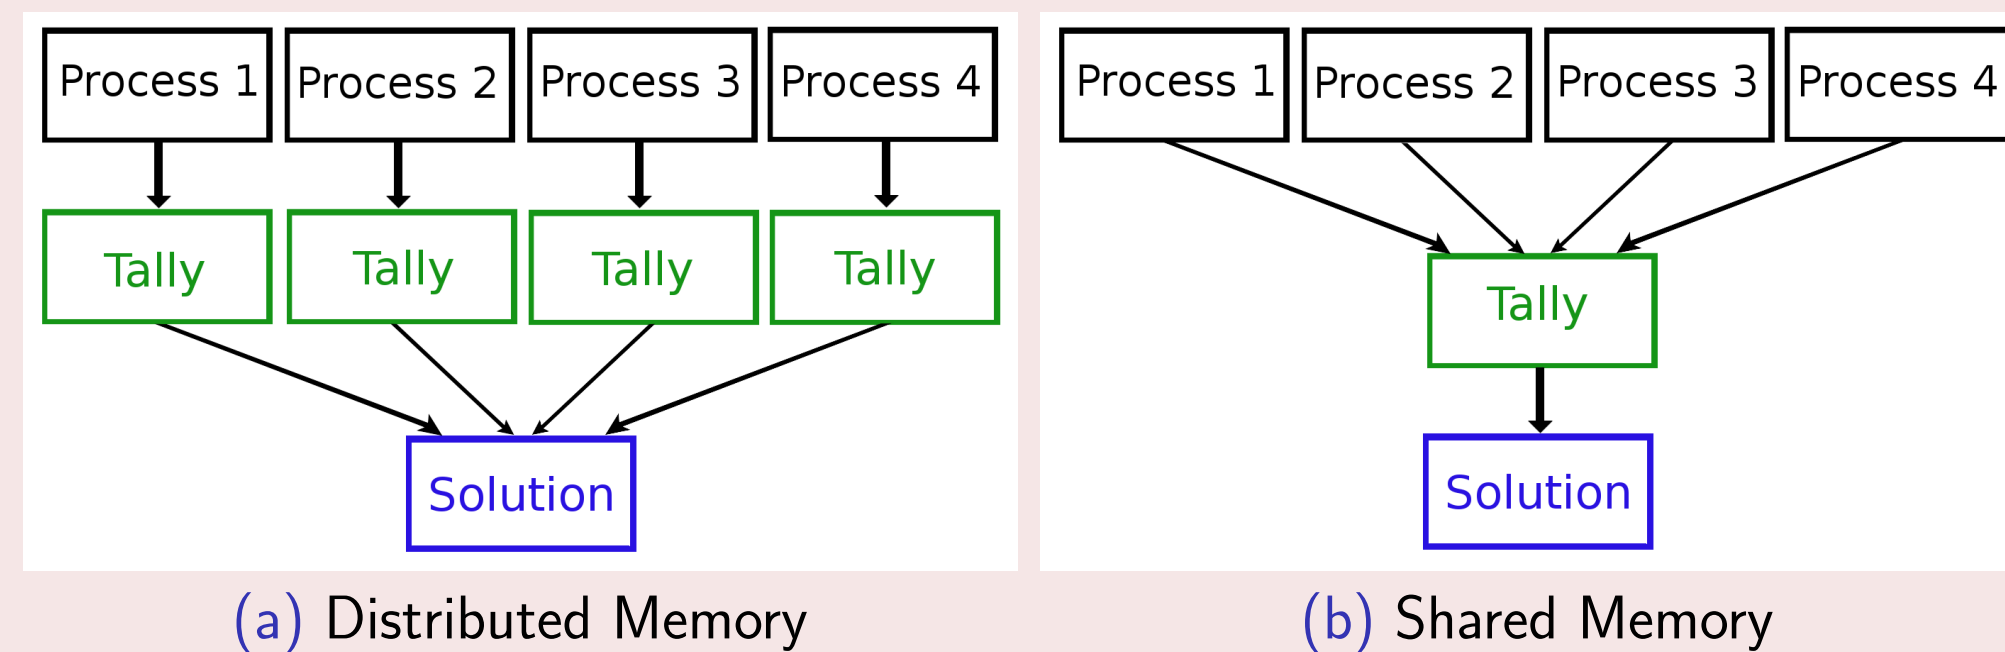 Process 1
Process 2
Process 3
Process 4
Tally
Tally
Tally
Tally
Solution
(a) Distributed Memory
Process 1
Process 2
Process 3
Process 4
Tally
Solution
(b) Shared Memory